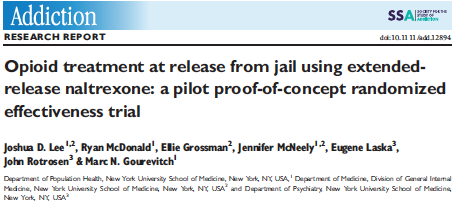 Addiction
SSA SOCIETY FOR THE STUDY OF ADDICTION
RESEARCH REPORT
doi:10.1111/add.12894
Opioid treatment at release from jail using extended-
release naltrexone: a pilot proof-of-concept randomized
effectiveness trial
Joshua D. Lee1,2, Ryan McDonald1, Ellie Grossman2, Jennifer McNeely1,2, Eugene Laska3,
John Rotrosen3 & Marc N. Gourevitch1
Department of Population Health, New York University School of Medicine, New York, NY, USA,1 Department of Medicine, Division of General Internal
Medicine, New York University School of Medicine, New York, NY, USA2 and Department of Psychiatry, New York University School of Medicine,
New York, NY, USA3